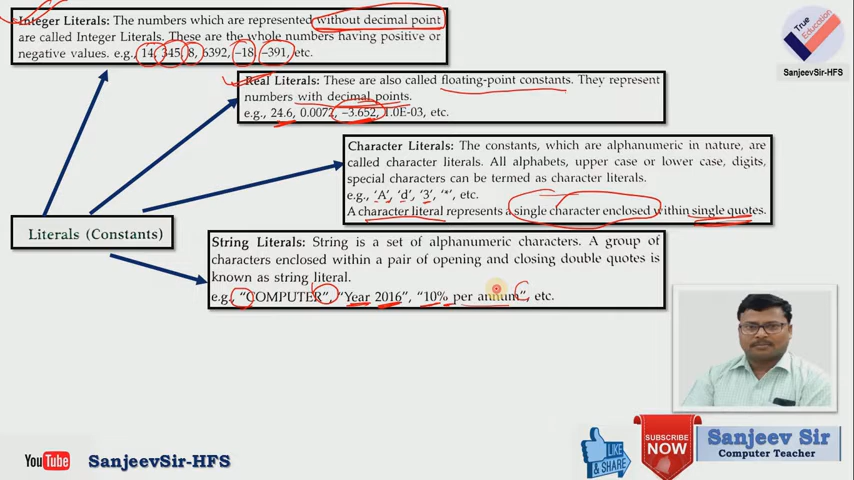 Integer Literals: The numbers which are represented without decimal point
are called Integer Literals. These are the whole numbers having positive or
negative values. e.g., 14, 345, 8, 6392, –18, –391, etc.
True
Education
SanjeevSir-HFS
Real Literals: These are also called floating-point constants. They represent
numbers with decimal points.
e.g., 24.6, 0.0072, –3.652, 1.0E-03, etc.
Character Literals: The constants, which are alphanumeric in nature, are
called character literals. All alphabets, upper case or lower case, digits,
special characters can be termed as character literals.
e.g., ‘A’, ‘d’, ‘3’, ‘*’, etc.
A character literal represents a single character enclosed within single quotes.
Literals (Constants)
String Literals: String is a set of alphanumeric characters. A group of
characters enclosed within a pair of opening and closing double quotes is
known as string literal.
e.g., “COMPUTER”, “Year 2016”, “10% per annum”, etc.
LIKE
& SHARE
SUBSCRIBE
NOW
Sanjeev Sir
Computer Teacher
YouTube
SanjeevSir-HFS